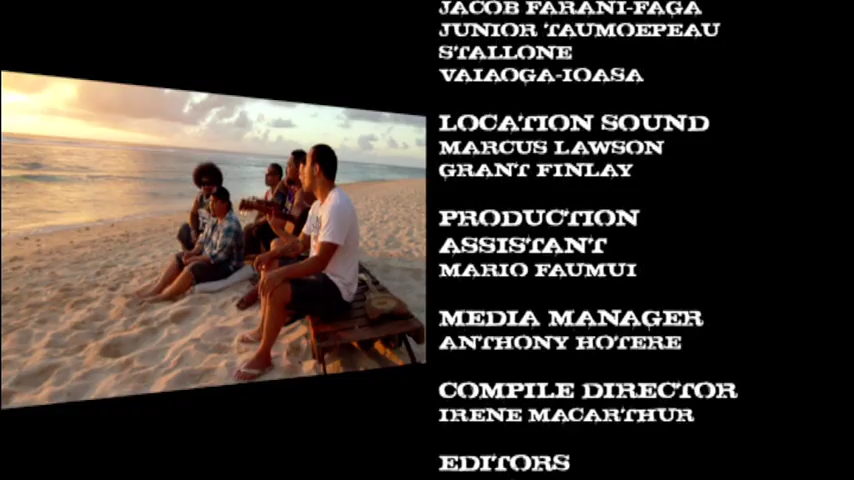 JACOB FARANI-FAGA
JUNIOR TAUMOEPEAU
STALLONE
VAIAOGA-IOASA
LOCATION SOUND
MARCUS LAWSON
GRANT FINLAY
PRODUCTION
ASSISTANT
MARIO FAUMUI
MEDIA MANAGER
ANTHONY HOTERE
COMPILE DIRECTOR
IRENE MACARTHUR
EDITORS